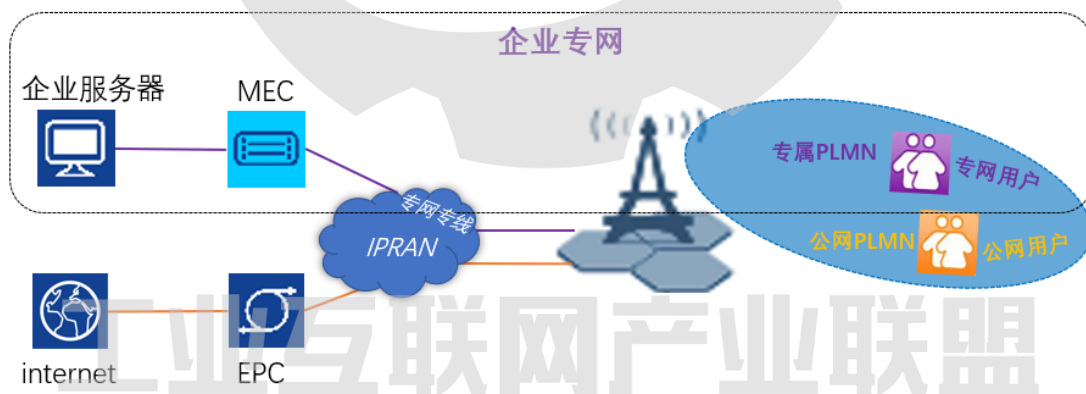 企业专网
企业服务器
MEC
专属PLMN
专网用户
专网专线
IPRAN
公网PLMN
公网用户
internet
EPC
工业互联网产业联盟